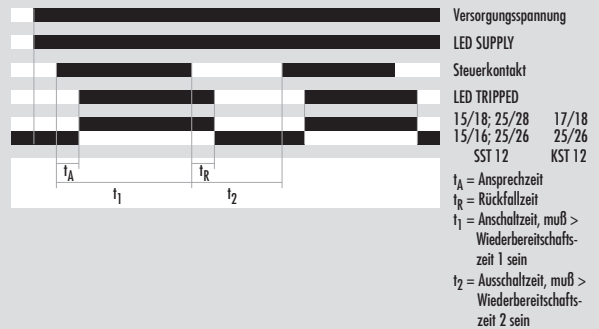 Versorgungsspannung
LED SUPPLY
Steuerkontakt
LED TRIPPED
15/18; 25/28 17/18
15/16; 25/26 25/26
SST 12 KST 12
tA tR
t1 t2
tA = Ansprechzeit
tR = Rückfallzeit
t1 = Anschaltzeit, muß >
Wiederbereitschafts-
zeit 1 sein
t2 = Ausschaltzeit, muß >
Wiederbereitschafts-
zeit 2 sein